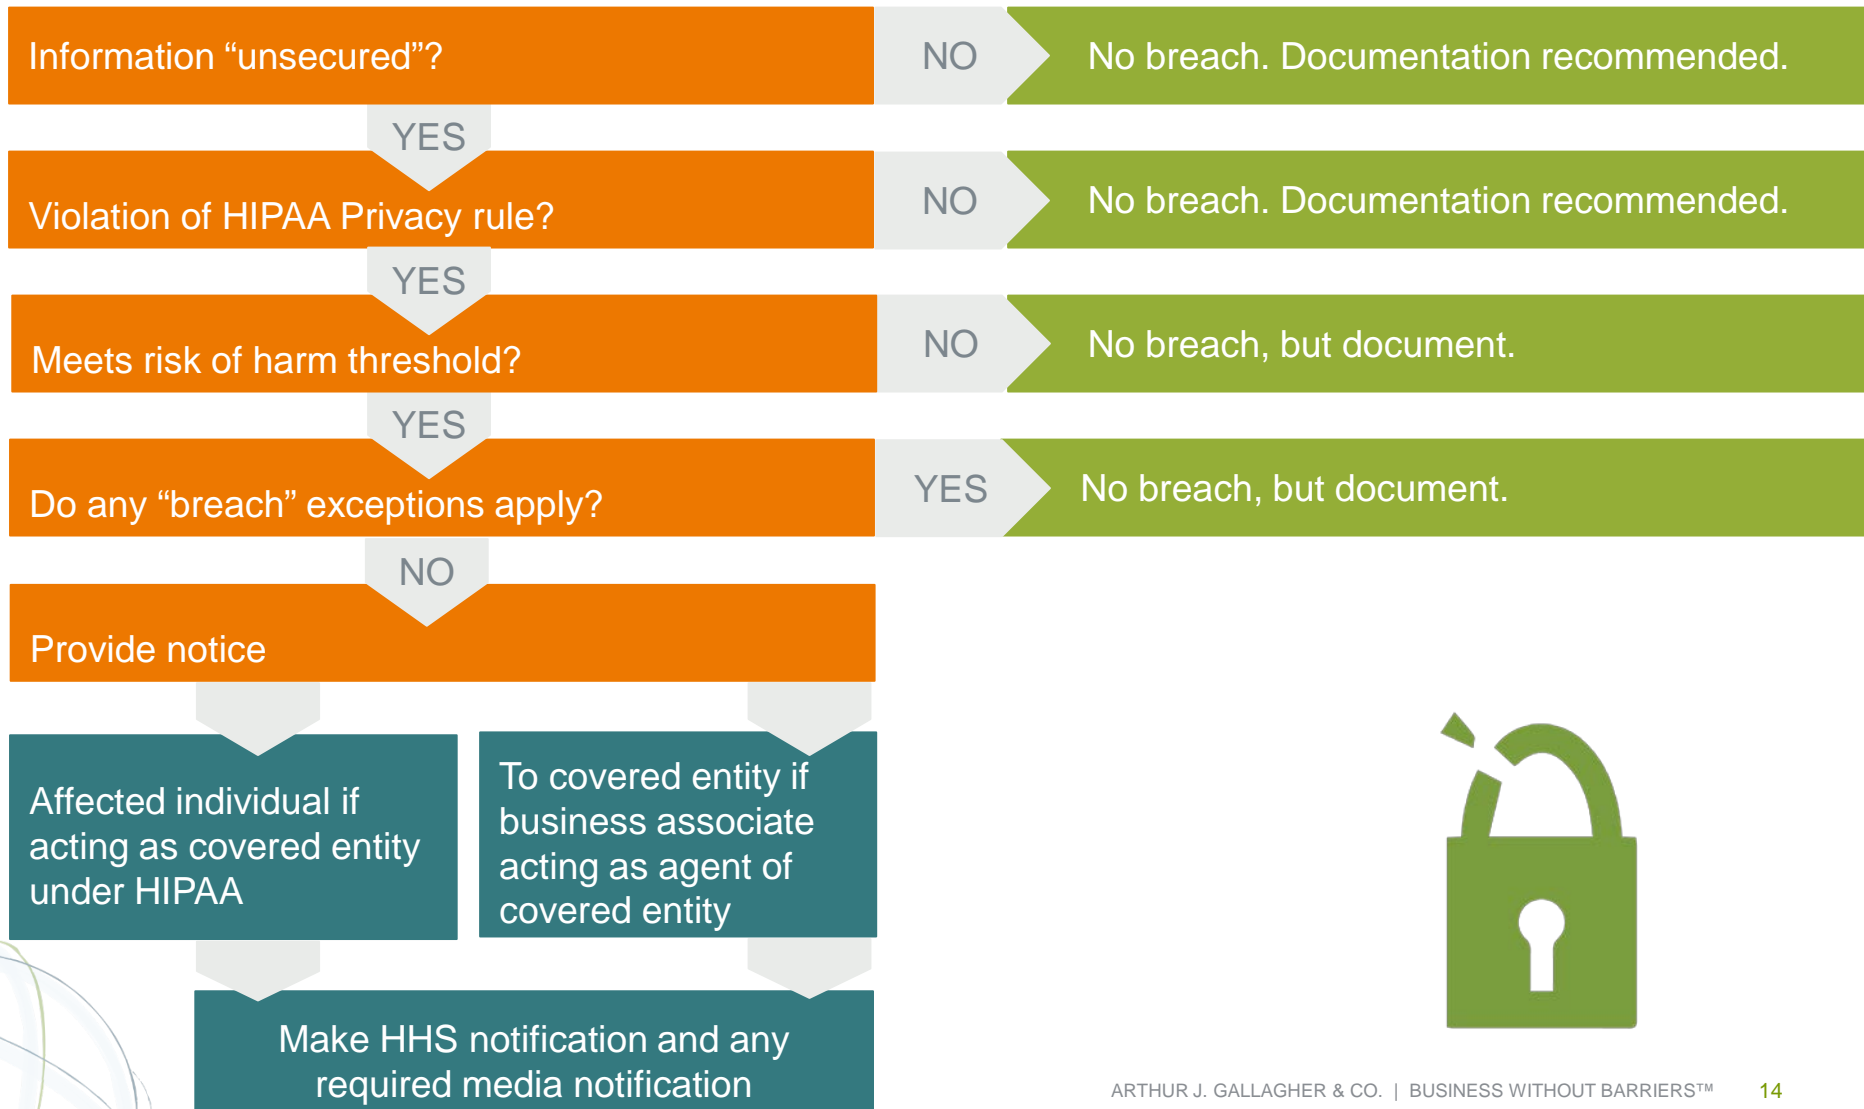 Information “unsecured”?
NO
No breach. Documentation recommended.
YES
Violation of HIPAA Privacy rule?
NO
No breach. Documentation recommended.
YES
Meets risk of harm threshold?
NO
No breach, but document.
YES
Do any “breach” exceptions apply?
YES
No breach, but document.
NO
Provide notice
Affected individual if
acting as covered entity
under HIPAA
To covered entity if
business associate
acting as agent of
covered entity
Make HHS notification and any
required media notification
ARTHUR J. GALLAGHER & CO. | BUSINESS WITHOUT BARRIERS™ 14